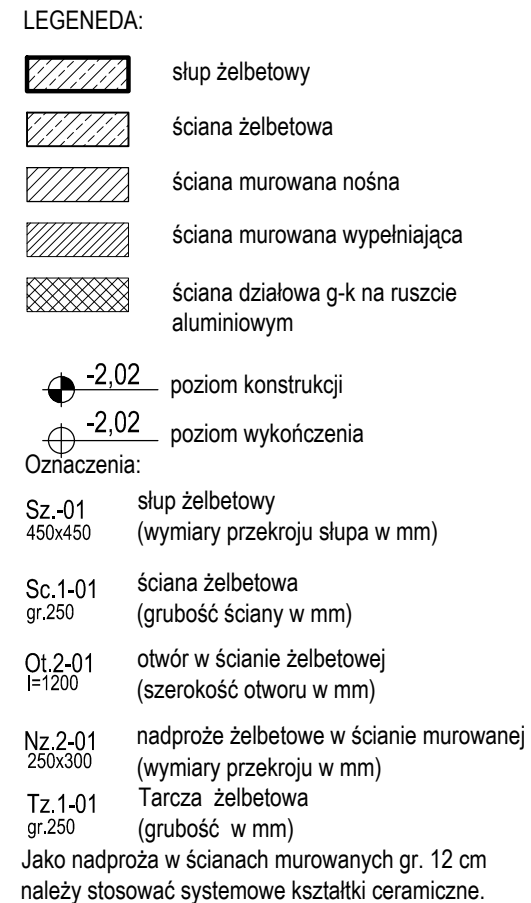 LEGENEDA:
słup żelbetowy
ściana żelbetowa
ściana murowana nośna
ściana murowana wypełniająca
ściana działowa g-k na ruszcie
aluminiowym
-2,02 poziom konstrukcji
-2,02 poziom wykończenia
Oznaczenia:
Sz.-01 słup żelbetowy
450x450 (wymiary przekroju słupa w mm)
Sc.1-01 ściana żelbetowa
gr.250 (grubość ściany w mm)
Ot.2-01 otwór w ścianie żelbetowej
l=1200 (szerokość otworu w mm)
Nz.2-01 nadproże żelbetowe w ścianie murowanej
250x300 (wymiary przekroju w mm)
Tz.1-01 Tarcza żelbetowa
gr.250 (grubość w mm)
Jako nadproża w ścianach murowanych gr. 12 cm
należy stosować systemowe kształtki ceramiczne.